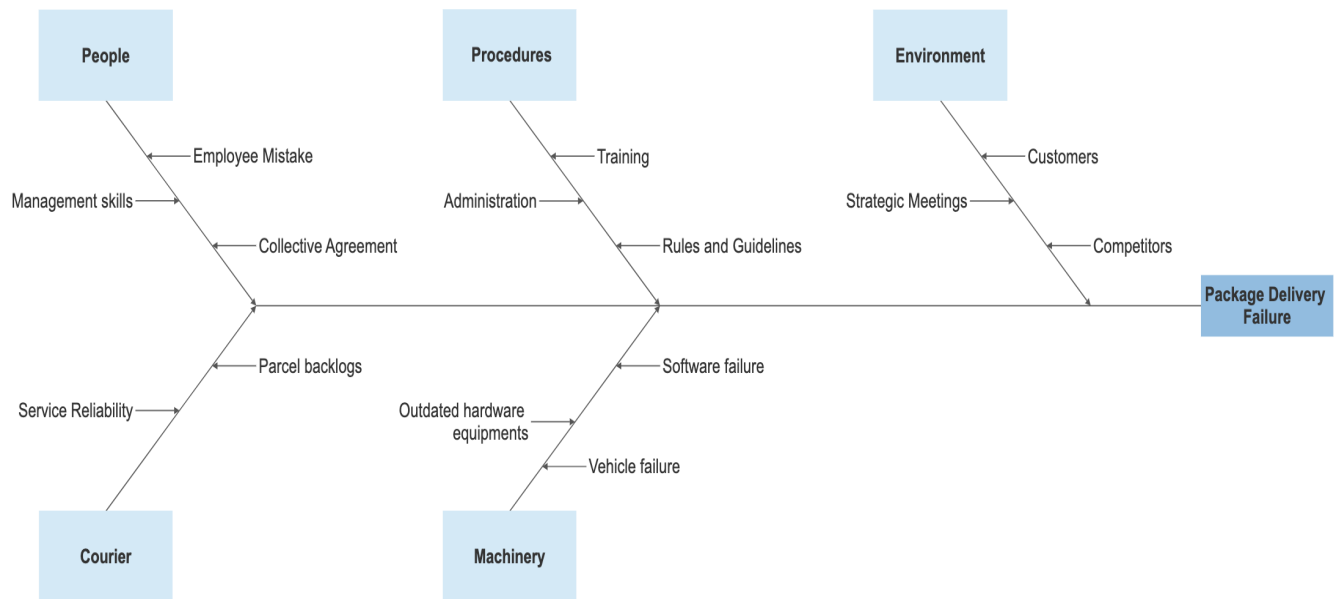 People
Procedures
Environment
Employee Mistake
Training
Customers
Management skills
Administration
Strategic Meetings
Collective Agreement
Rules and Guidelines
Competitors
Package Delivery
Failure
Parcel backlogs
Software failure
Service Reliability
Outdated hardware
equipments
Vehicle failure
Courier
Machinery